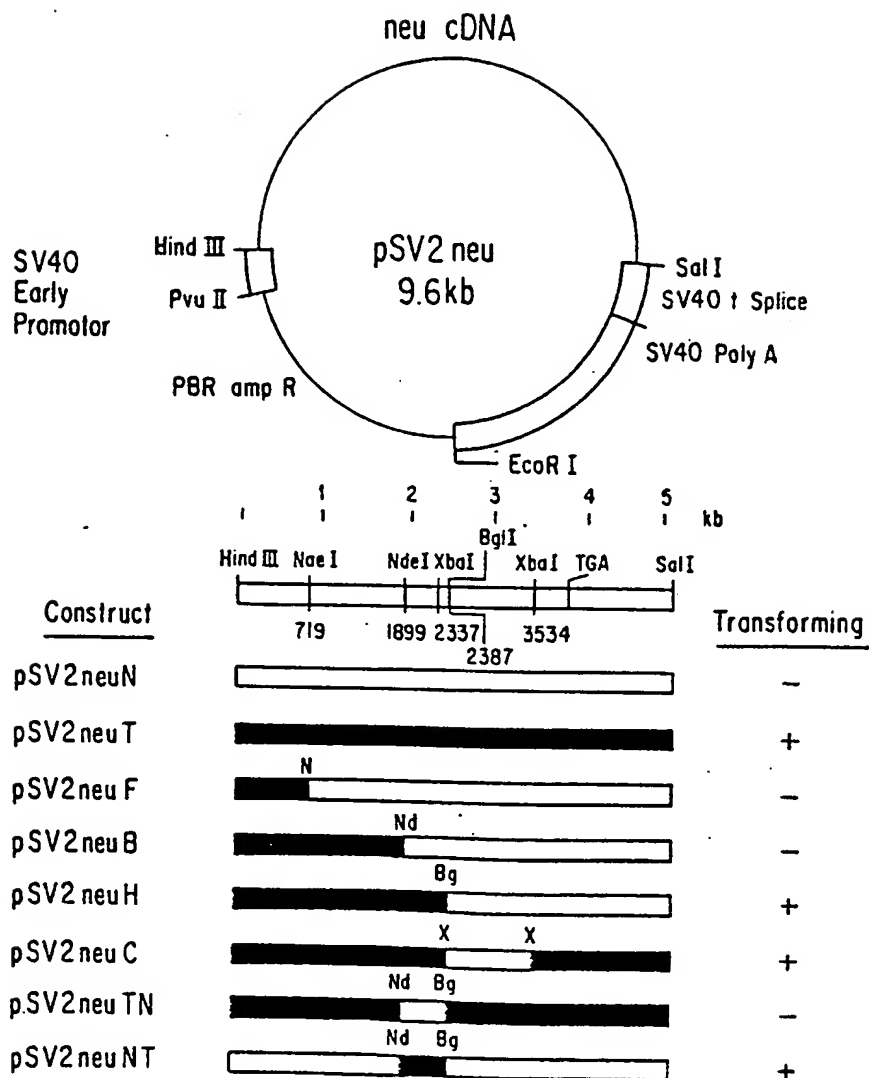 neu cDNA
pSV2 neu
9.6kb
Hind III
SV40
Early
Promotor
Pvu II
Sal I
SV40 t Splice
SV40 Poly A
PBR amp R
EcoR I
1 2 3 4 5 kb
BglI
Hind III NaeI NdeI XbaI XbaI TGA SalI
Construct
719 1899 2337 3534
2387
Transforming
pSV2neuN –
pSV2neuT +
N
pSV2neuF –
Nd
pSV2neuB –
Bg
pSV2neuH +
X X
pSV2neuC +
Nd Bg
p.SV2neuTN –
Nd Bg
pSV2neuNT +